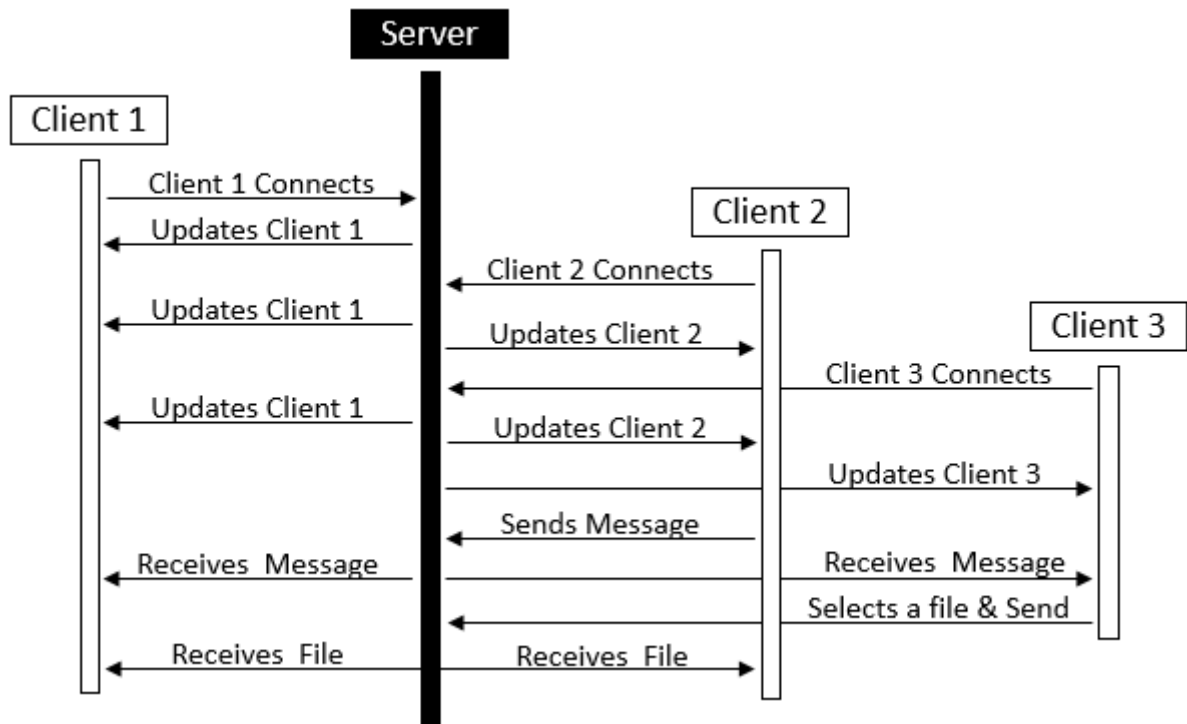 Server
Client 1
Client 1 Connects
Client 2
Updates Client 1
Client 2 Connects
Updates Client 1
Client 3
Updates Client 2
Client 3 Connects
Updates Client 1
Updates Client 2
Updates Client 3
Sends Message
Receives Message
Receives Message
Selects a file & Send
Receives File
Receives File